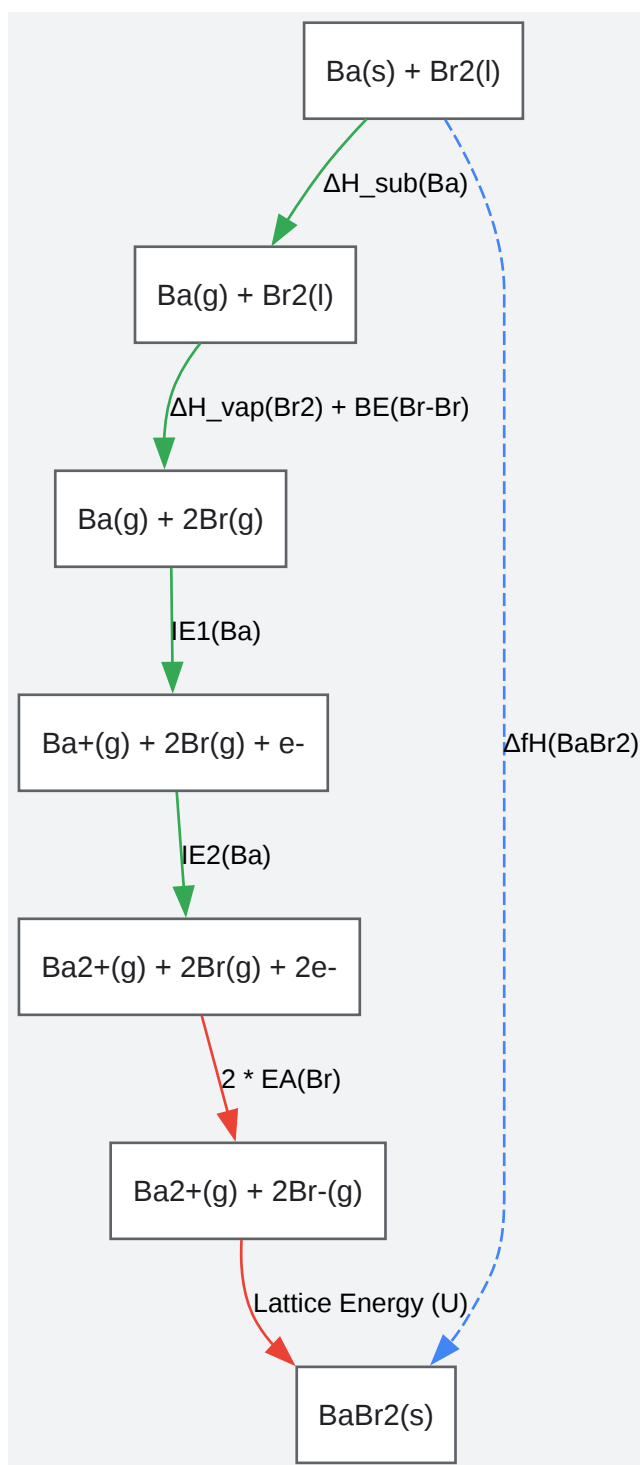 Ba(s) + Br2(l)
ΔH_sub(Ba)
Ba(g) + Br2(l)
ΔH_vap(Br2) + BE(Br-Br)
Ba(g) + 2Br(g)
IE1(Ba)
Ba+(g) + 2Br(g) + e-
ΔfH(BaBr2)
IE2(Ba)
Ba2+(g) + 2Br(g) + 2e-
2 * EA(Br)
Ba2+(g) + 2Br-(g)
Lattice Energy (U)
BaBr2(s)